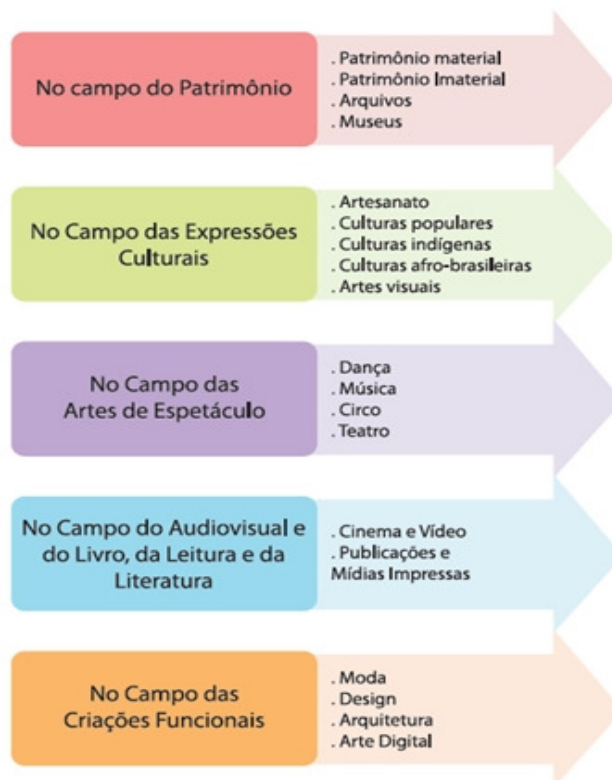 No campo do Patrimônio
. Patrimônio material
. Patrimônio Imaterial
. Arquivos
. Museus
No Campo das Expressões
Culturais
. Artesanato
. Culturas populares
. Culturas indígenas
. Culturas afro-brasileiras
. Artes visuais
No Campo das
Artes de Espetáculo
. Dança
. Música
. Circo
. Teatro
No Campo do Audiovisual e
do Livro, da Leitura e da
Literatura
. Cinema e Vídeo
. Publicações e
Mídias Impressas
No Campo das
Criações Funcionais
. Moda
. Design
. Arquitetura
. Arte Digital